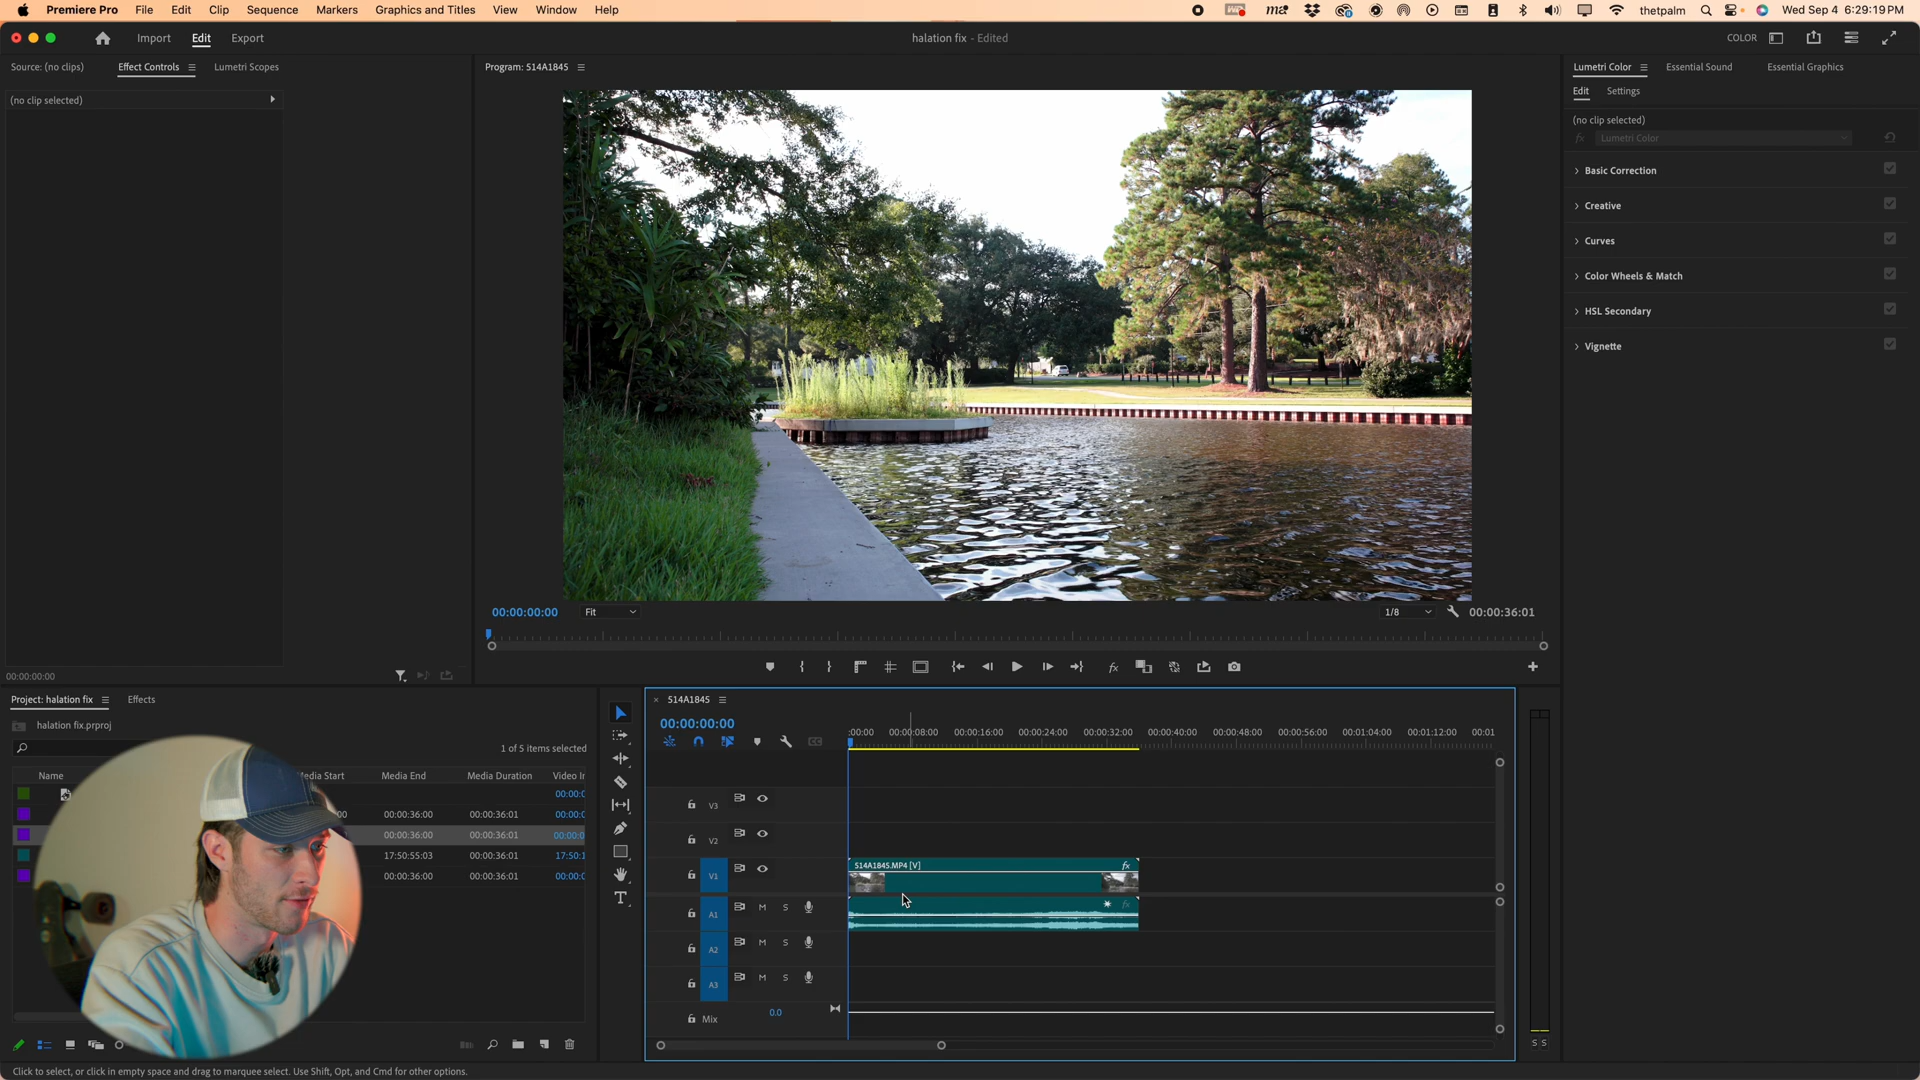 Premiere Pro File Edit Clip Sequence Markers Graphics and Titles View Window Help
thetpalm Wed Sep 4 6:29:19 PM
Import Edit Export
halation fix - Edited
COLOR
Source: (no clips) Effect Controls Lumetri Scopes
Program: 514A1845
Lumetri Color Essential Sound Essential Graphics
(no clip selected)
Edit Settings
(no clip selected)
fx Lumetri Color
Basic Correction
Creative
Curves
Color Wheels & Match
HSL Secondary
Vignette
00:00:00:00 Fit 1/8 00:00:36:01
00:00:00:00
fx
Project: halation fix Effects
halation fix.prproj
1 of 5 items selected
Name Media End Media Duration Video In
00:00:36:00 00:00:36:01
00:00:36:00 00:00:36:01
17:50:55:03 00:00:36:01
00:00:36:00 00:00:36:01
514A1845
00:00:00:00
:00:00 00:00:08:00 00:00:16:00 00:00:24:00 00:00:32:00 00:00:40:00 00:00:48:00 00:00:56:00 00:01:04:00 00:01:12:00 00:01
V3
V2
V1 514A1845.MP4 [V] fx
A1 M S fx
A2 M S
A3 M S
Mix 0.0
S S
Click to select, or click in empty space and drag to marquee select. Use Shift, Opt, and Cmd for other options.